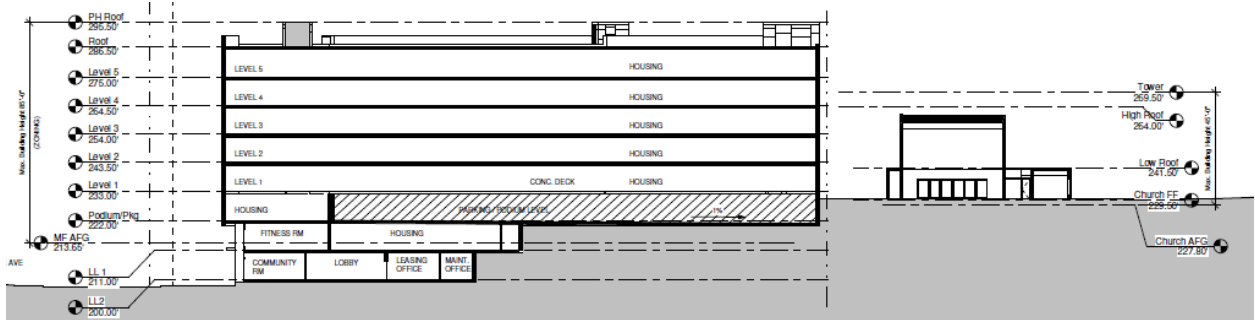 PH Roof
295.50'
Roof
286.50'
Level 5
275.00'
Level 4
264.50'
Level 3
254.00'
Level 2
243.50'
Level 1
233.00'
Podium/Pkg
222.00'
MF AFG
213.65'
AVE
LL 1
211.00'
LL2
200.00'
Max. Building Height 85'-0"
(ZONING)
LEVEL 5
HOUSING
LEVEL 4
HOUSING
LEVEL 3
HOUSING
LEVEL 2
HOUSING
LEVEL 1
CONC. DECK
HOUSING
HOUSING
PARKING / PODIUM LEVEL
1%
FITNESS RM
HOUSING
COMMUNITY
RM
LOBBY
LEASING
OFFICE
MAINT.
OFFICE
Tower
269.50'
High Roof
264.00'
Low Roof
241.50'
Church FF
229.50'
Church AFG
227.80'
Max. Building Height 45'-0"